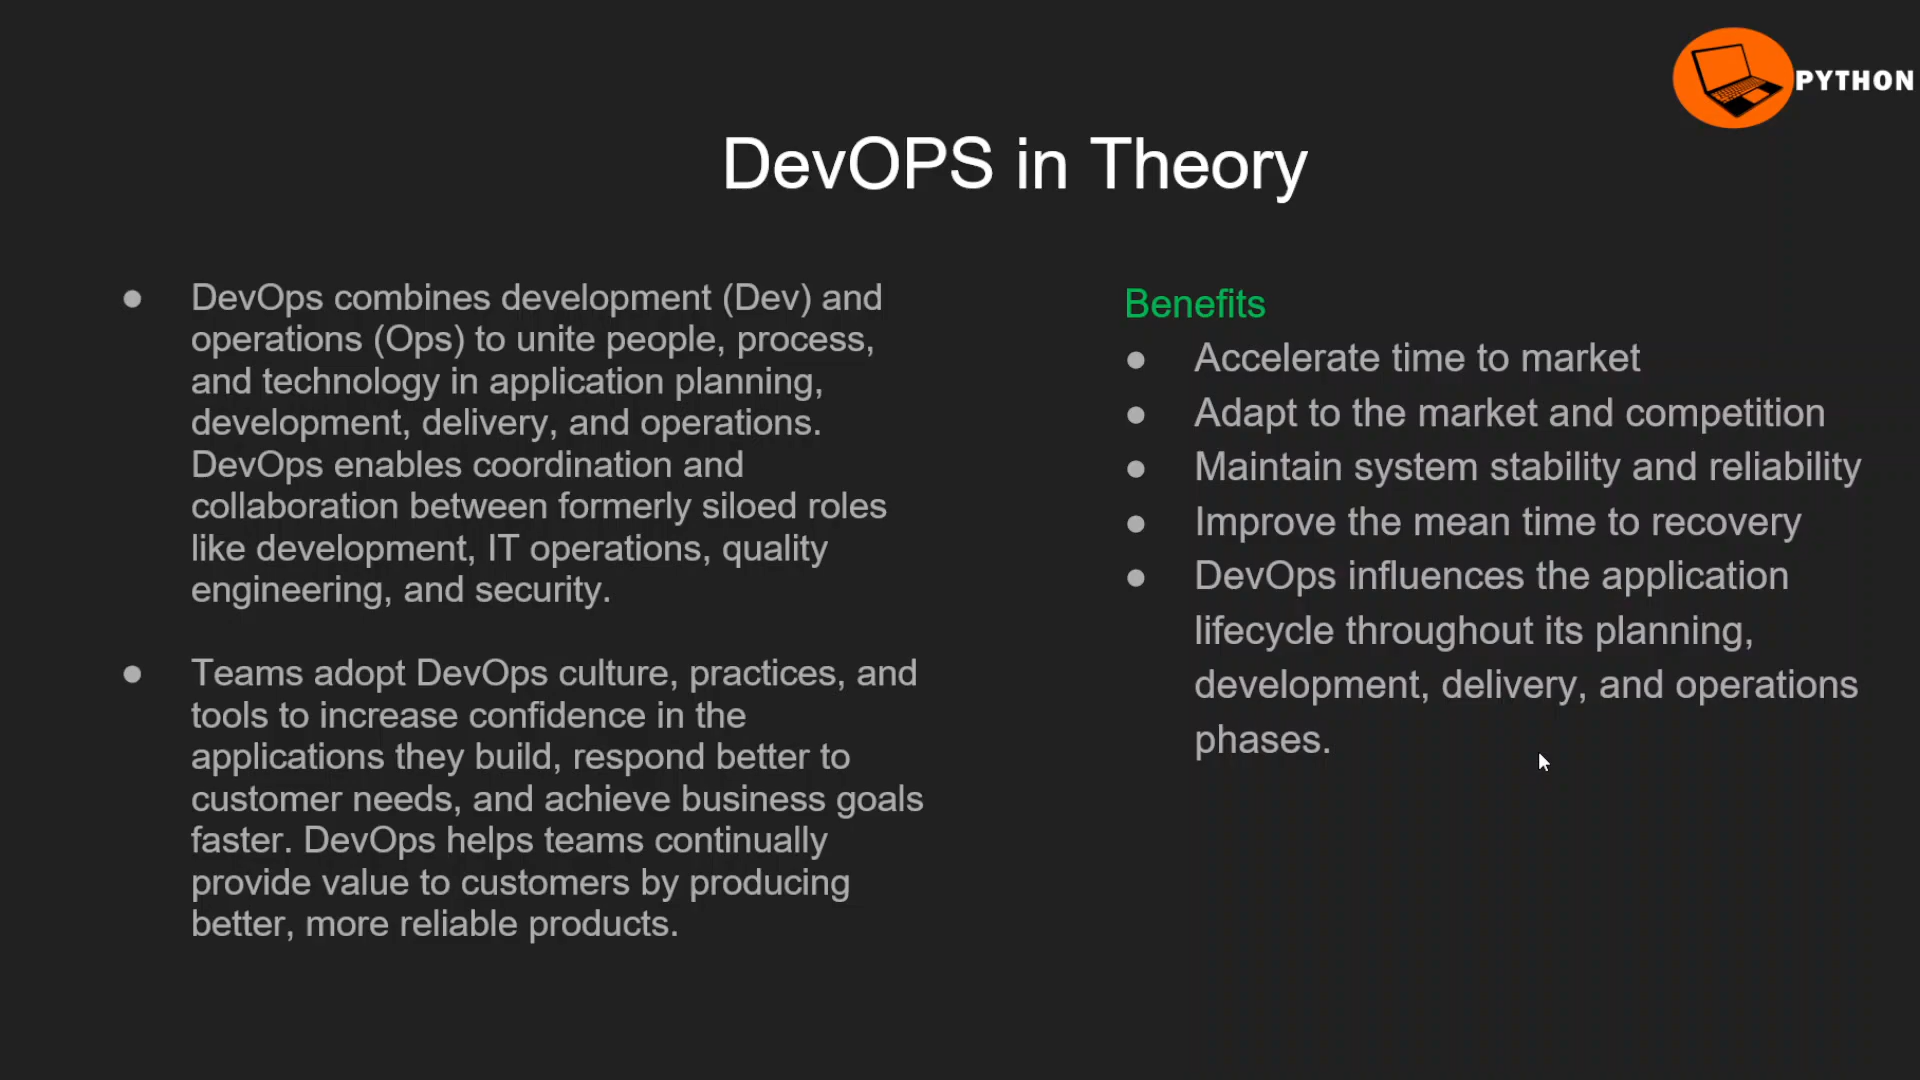 PYTHON
DevOPS in Theory
DevOps combines development (Dev) and
operations (Ops) to unite people, process,
and technology in application planning,
development, delivery, and operations.
DevOps enables coordination and
collaboration between formerly siloed roles
like development, IT operations, quality
engineering, and security.
Teams adopt DevOps culture, practices, and
tools to increase confidence in the
applications they build, respond better to
customer needs, and achieve business goals
faster. DevOps helps teams continually
provide value to customers by producing
better, more reliable products.
Benefits
Accelerate time to market
Adapt to the market and competition
Maintain system stability and reliability
Improve the mean time to recovery
DevOps influences the application
lifecycle throughout its planning,
development, delivery, and operations
phases.